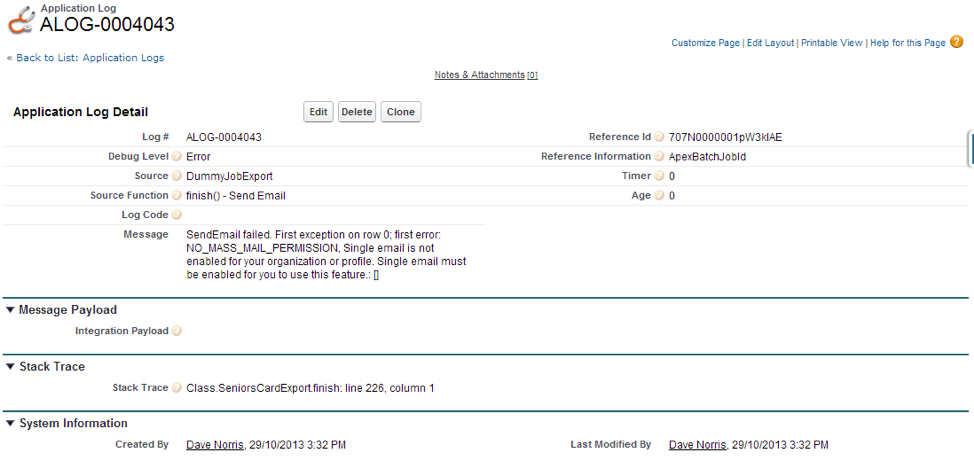 Application Log
ALOG-0004043
Customize Page | Edit Layout | Printable View | Help for this Page ?
« Back to List: Application Logs
Notes & Attachments [0]
Application Log Detail Edit Delete Clone
Log # ALOG-0004043 Reference Id ? 707N0000001pW3kIAE
Debug Level ? Error Reference Information ? ApexBatchJobId
Source ? DummyJobExport Timer ? 0
Source Function ? finish() - Send Email Age ? 0
Log Code ?
Message SendEmail failed. First exception on row 0; first error:
NO_MASS_MAIL_PERMISSION, Single email is not
enabled for your organization or profile. Single email must
be enabled for you to use this feature.: []
Message Payload
Integration Payload ?
Stack Trace
Stack Trace ? Class.SeniorsCardExport.finish: line 226, column 1
System Information
Created By Dave Norris, 29/10/2013 3:32 PM Last Modified By Dave Norris, 29/10/2013 3:32 PM